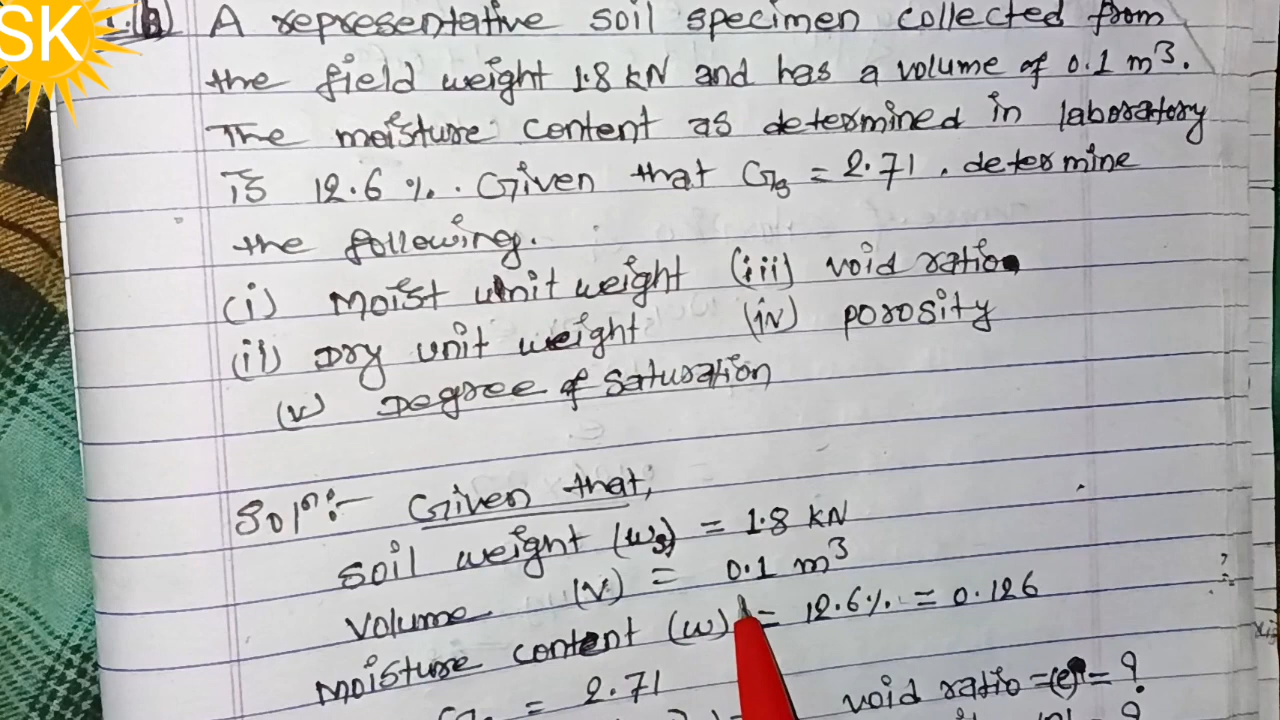 SK
(b) A representative soil specimen collected from
the field weight 1.8 kN and has a volume of 0.1 m³.
The moisture content as determined in laboratory
is 12.6 %. Given that Gs = 2.71, determine
the following.
(i) Moist unit weight (iii) void ratio
(ii) Dry unit weight (iv) porosity
(v) Degree of saturation
Solⁿ:- Given that,
soil weight (Ws) = 1.8 kN
volume (V) = 0.1 m³
moisture content (w) = 12.6% = 0.126
= 2.71
void ratio = (e) = ?